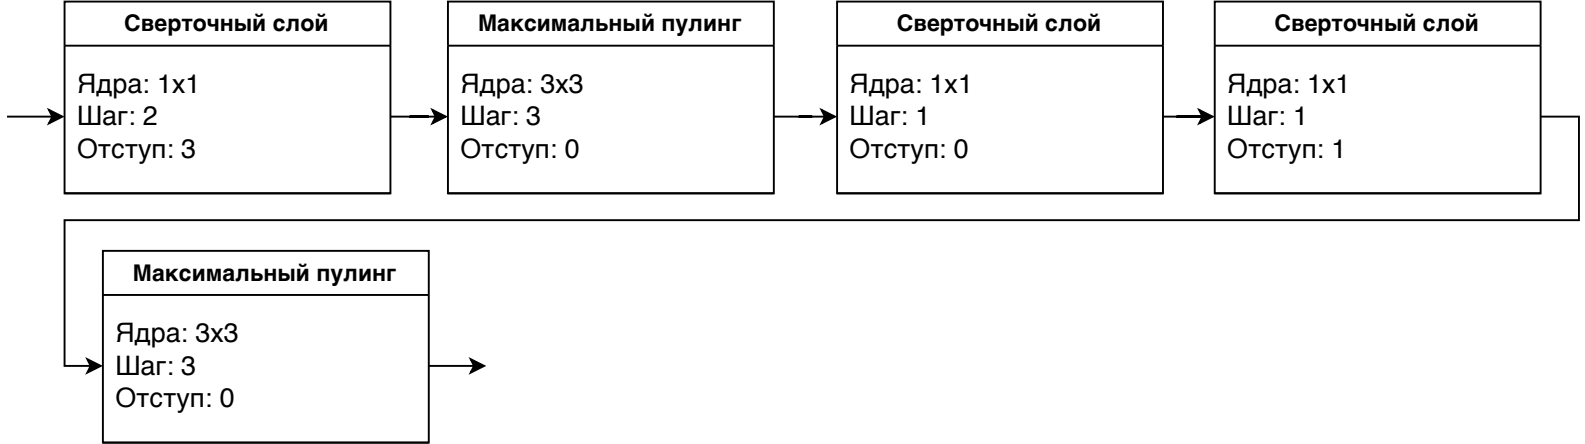 Сверточный слой
Ядра: 1x1
Шаг: 2
Отступ: 3
Максимальный пулинг
Ядра: 3x3
Шаг: 3
Отступ: 0
Сверточный слой
Ядра: 1x1
Шаг: 1
Отступ: 0
Сверточный слой
Ядра: 1x1
Шаг: 1
Отступ: 1
Максимальный пулинг
Ядра: 3x3
Шаг: 3
Отступ: 0